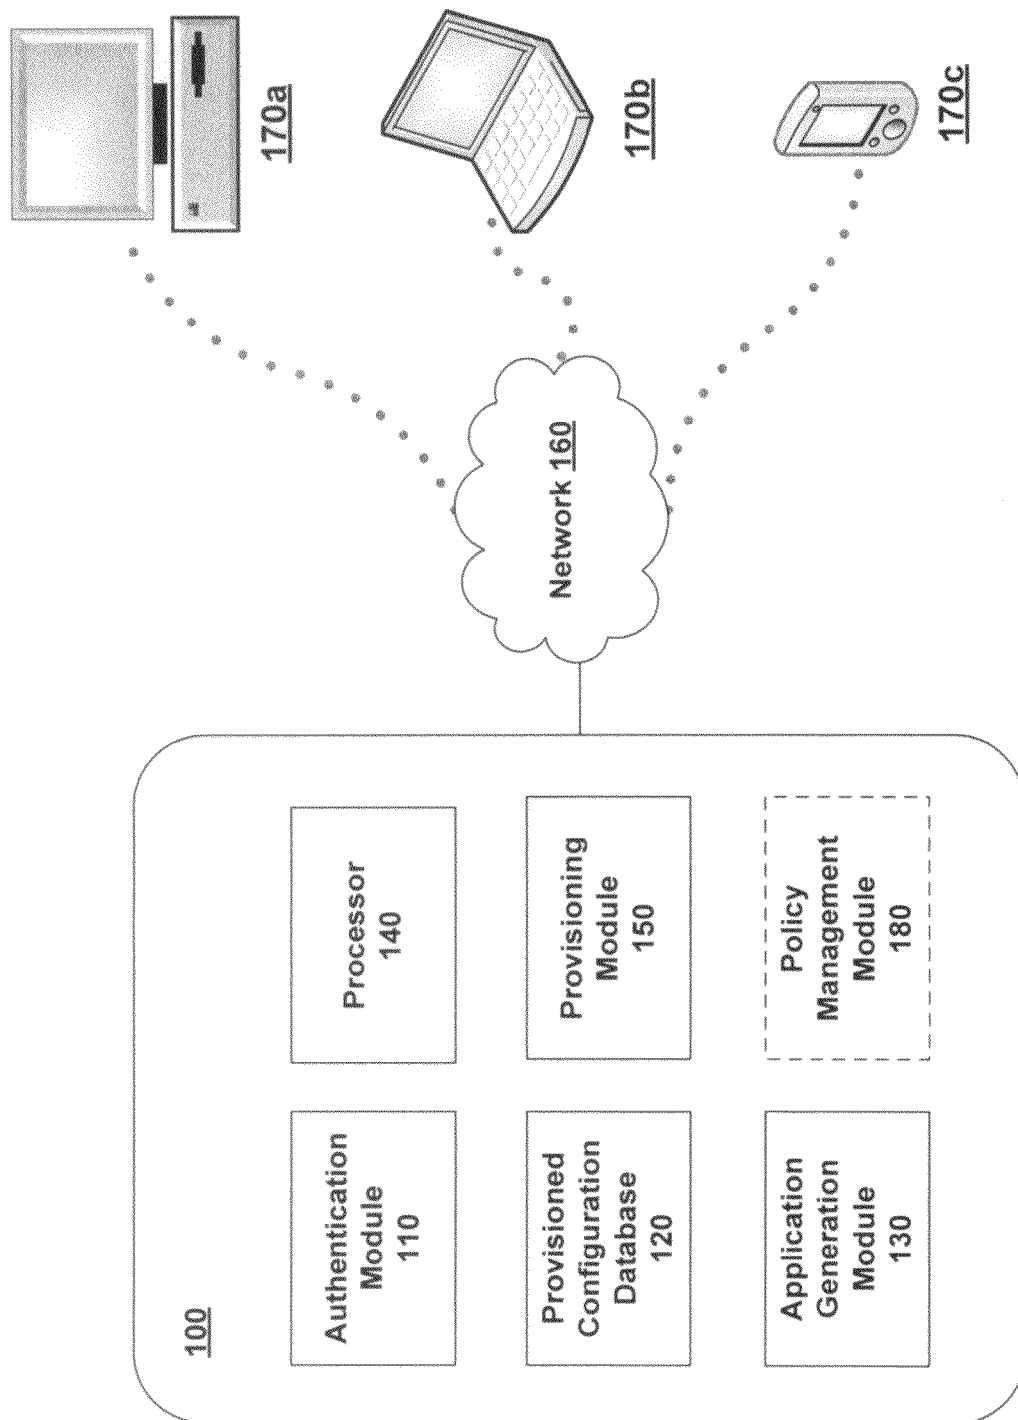 100
Authentication
Module
110
Processor
140
Provisioned
Configuration
Database
120
Provisioning
Module
150
Application
Generation
Module
130
Policy
Management
Module
180
Network 160
170a
170b
170c